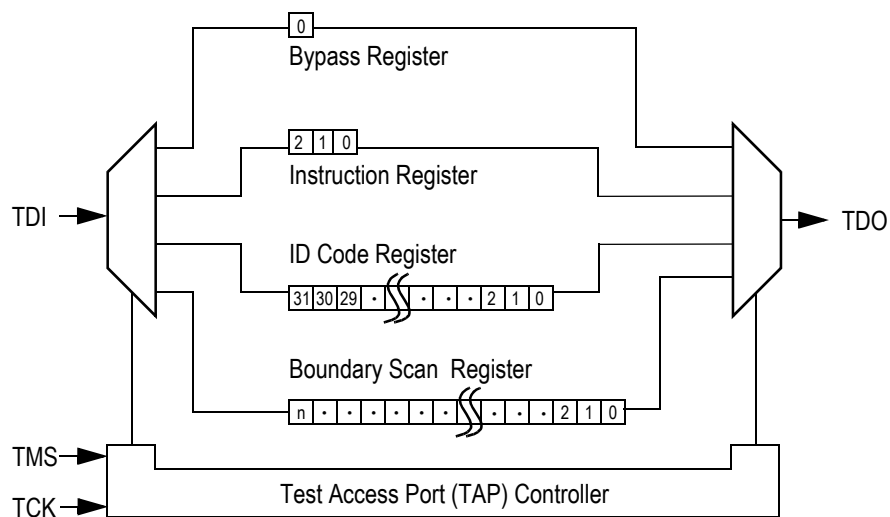 0
Bypass Register
2 1 0
Instruction Register
TDI
TDO
ID Code Register
31 30 29 · · · · 2 1 0
Boundary Scan Register
n · · · · · · · · · 2 1 0
TMS
TCK
Test Access Port (TAP) Controller